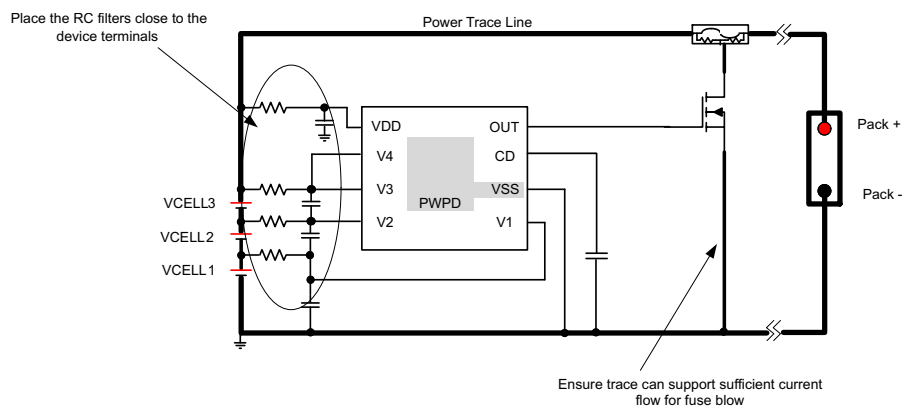 Place the RC filters close to the
device terminals
Power Trace Line
VDD
OUT
Pack +
V4
CD
V3
VSS
Pack -
PWPD
VCELL3
V2
V1
VCELL2
VCELL1
Ensure trace can support sufficient current
flow for fuse blow